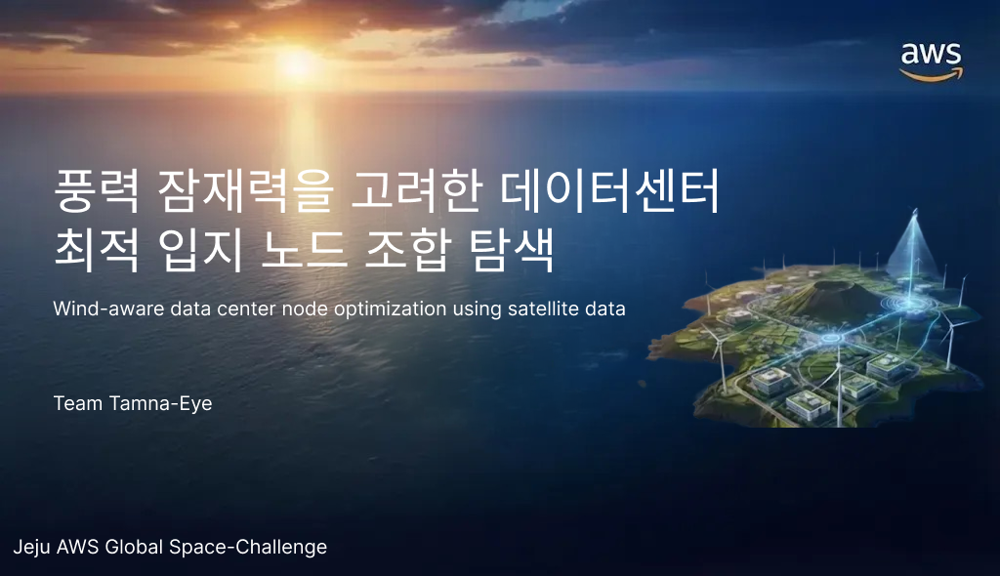 aws
풍력 잠재력을 고려한 데이터센터
최적 입지 노드 조합 탐색
Wind-aware data center node optimization using satellite data
Team Tamna-Eye
Jeju AWS Global Space-Challenge